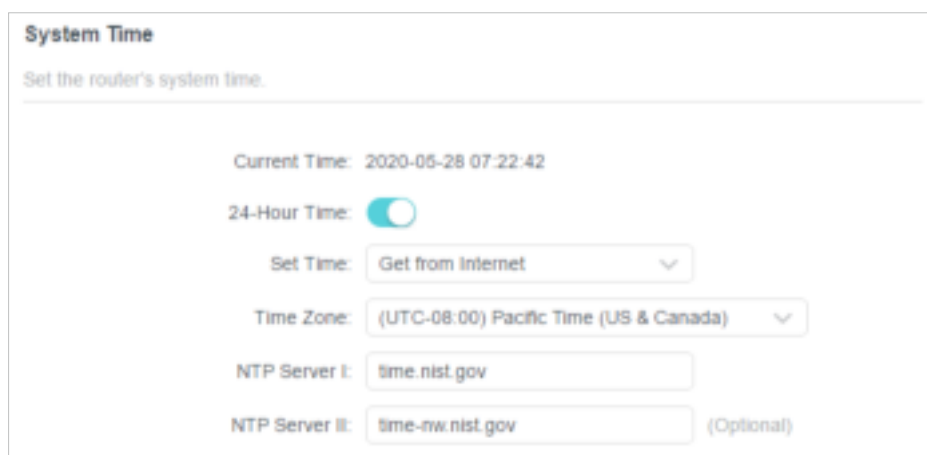 System Time
Set the router's system time.
Current Time: 2020-05-28 07:22:42
24-Hour Time:
Set Time: Get from Internet
Time Zone: (UTC-08:00) Pacific Time (US & Canada)
NTP Server I: time.nist.gov
NTP Server II: time-nw.nist.gov (Optional)